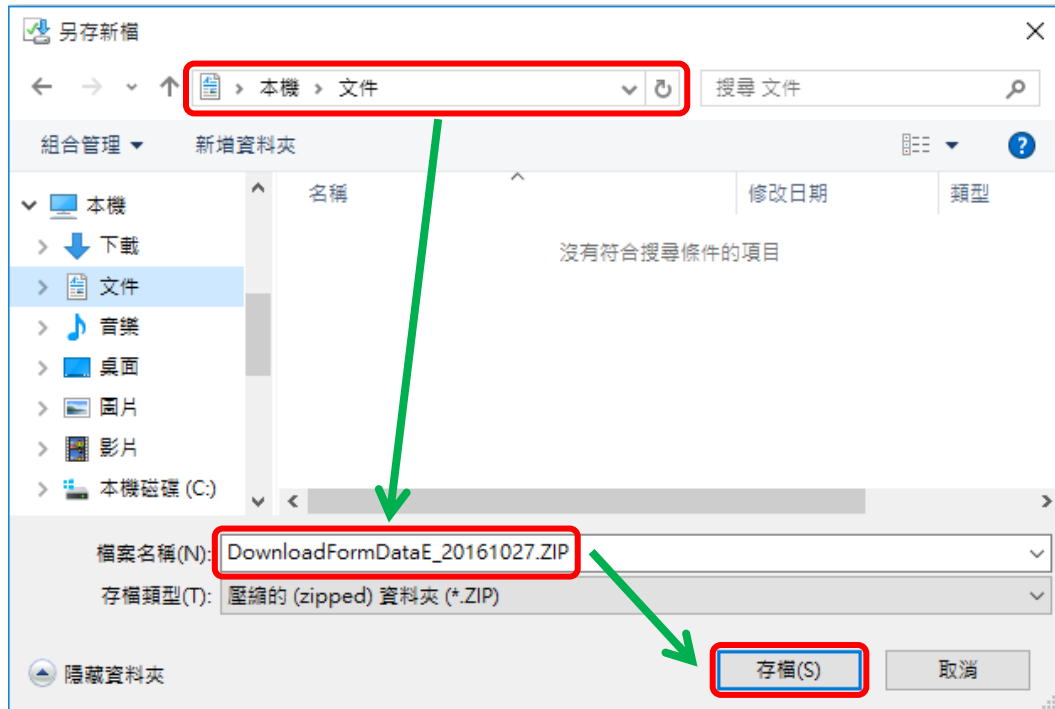 另存新檔
本機 > 文件
搜尋 文件
組合管理 新增資料夾
名稱 修改日期 類型
沒有符合搜尋條件的項目
本機
下載
文件
音樂
桌面
圖片
影片
本機磁碟 (C:)
檔案名稱(N): DownloadFormDataE_20161027.ZIP
存檔類型(T): 壓縮的 (zipped) 資料夾 (*.ZIP)
隱藏資料夾 存檔(S) 取消